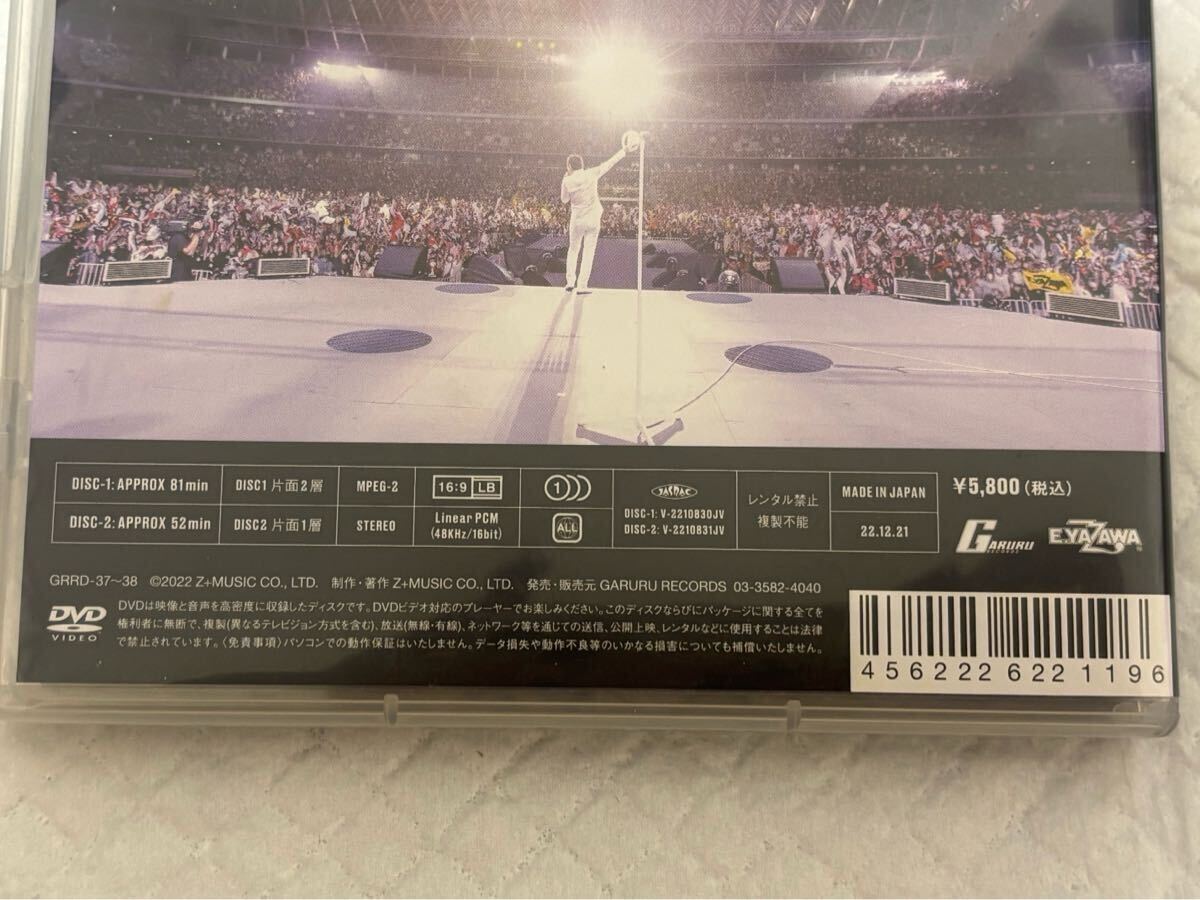 DISC-1: APPROX 81min
DISC1 片面2層
MPEG-2
16:9 LB
1
JASRAC
DISC-1: V-2210830JV
DISC-2: V-2210831JV
レンタル禁止
複製不能
MADE IN JAPAN
¥5,800(税込)
DISC-2: APPROX 52min
DISC2 片面1層
STEREO
Linear PCM
(48KHz/16bit)
ALL
22.12.21
GARURU
RECORDS
E.YAZAWA
GRRD-37〜38 ©2022 Z+MUSIC CO., LTD. 制作・著作 Z+MUSIC CO., LTD. 発売・販売元 GARURU RECORDS 03-3582-4040
DVD
VIDEO
DVDは映像と音声を高密度に収録したディスクです。DVDビデオ対応のプレーヤーでお楽しみください。このディスクならびにパッケージに関する全てを
権利者に無断で、複製(異なるテレビジョン方式を含む)、放送(無線・有線)、ネットワーク等を通じての送信、公開上映、レンタルなどに使用することは法律
で禁止されています。〈免責事項〉パソコンでの動作保証はいたしません。データ損失や動作不良等のいかなる損害についても補償いたしません。
4562226221196